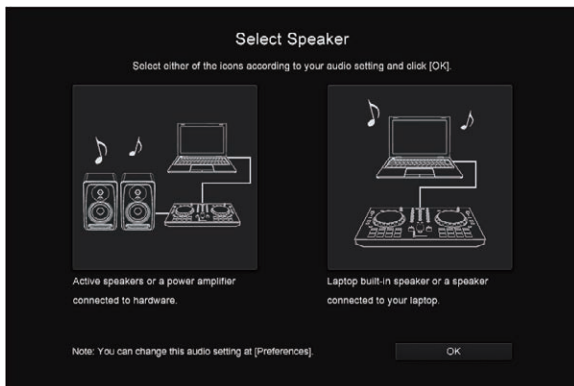 Select Speaker
Select either of the icons according to your audio setting and click [OK].
Active speakers or a power amplifier
connected to hardware.
Laptop built-in speaker or a speaker
connected to your laptop.
Note: You can change this audio setting at [Preferences].
OK